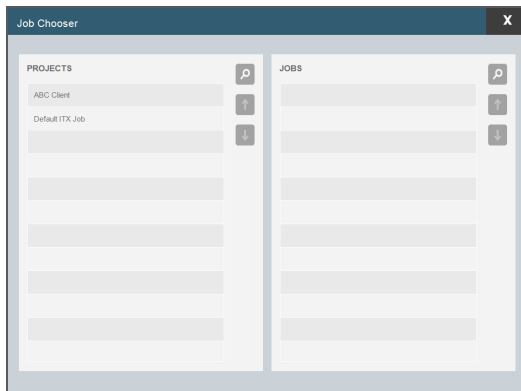 Job Chooser
X
PROJECTS
JOBS
ABC Client
Default ITX Job